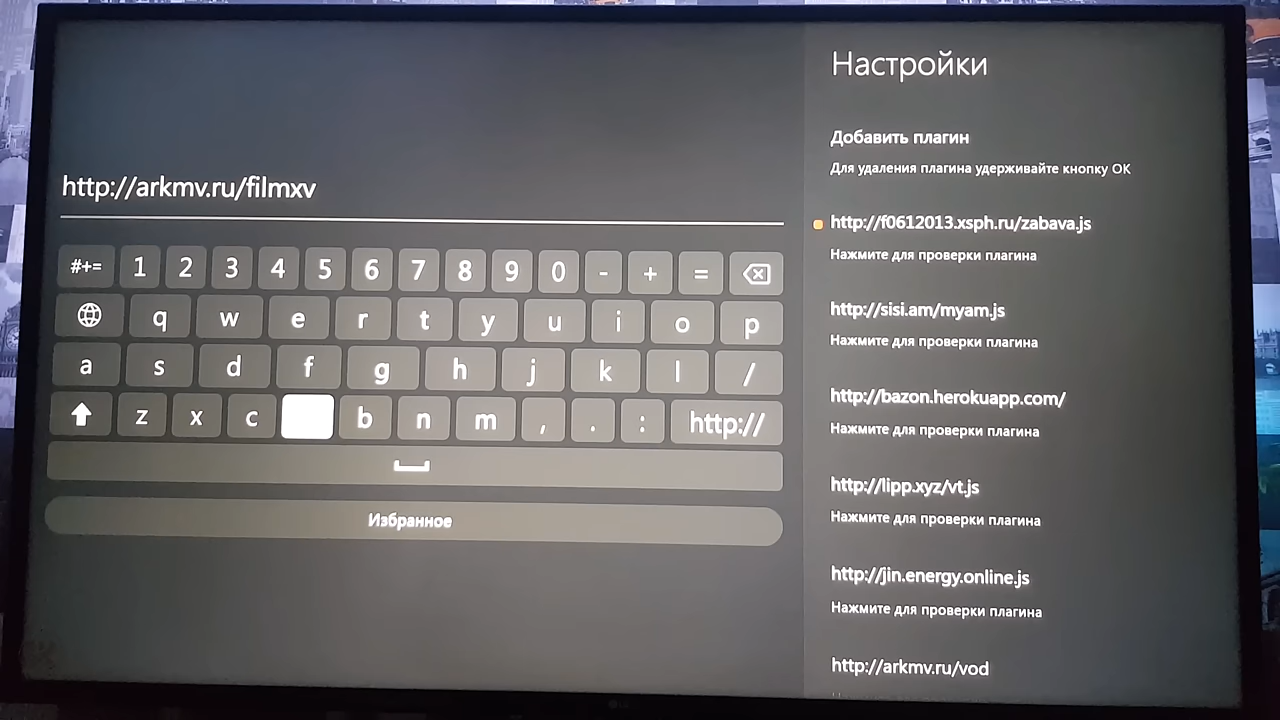 http://arkmv.ru/filmxv
#+= 1 2 3 4 5 6 7 8 9 0 - + =
q w e r t y u i o p
a s d f g h j k l /
z x c b n m , . : http://
Избранное
Настройки
Добавить плагин
Для удаления плагина удерживайте кнопку ОК
http://f0612013.xsph.ru/zabava.js
Нажмите для проверки плагина
http://sisi.am/myam.js
Нажмите для проверки плагина
http://bazon.herokuapp.com/
Нажмите для проверки плагина
http://lipp.xyz/vt.js
Нажмите для проверки плагина
http://jin.energy.online.js
Нажмите для проверки плагина
http://arkmv.ru/vod
LG